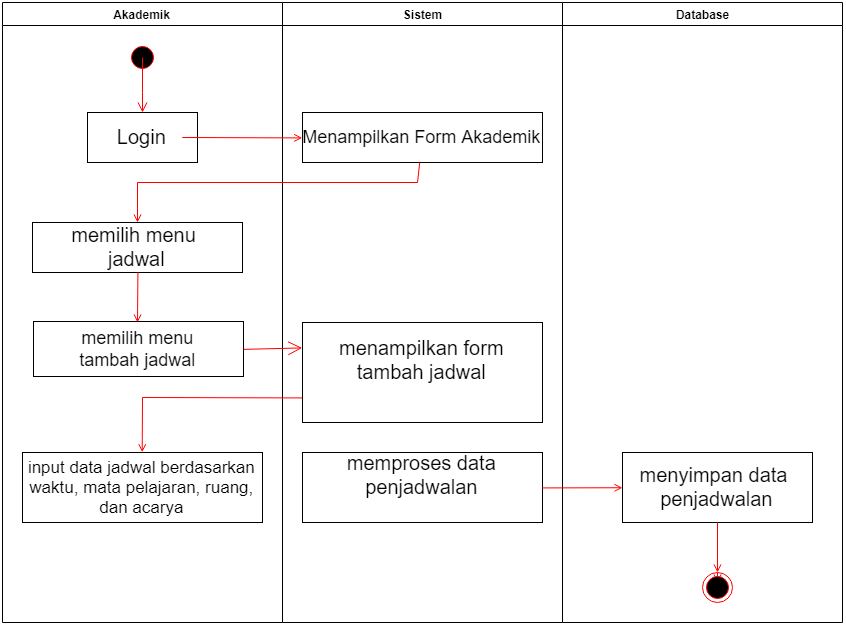 Akademik
Sistem
Database
Login
Menampilkan Form Akademik
memilih menu
jadwal
memilih menu
tambah jadwal
menampilkan form
tambah jadwal
input data jadwal berdasarkan
waktu, mata pelajaran, ruang,
dan acarya
memproses data
penjadwalan
menyimpan data
penjadwalan